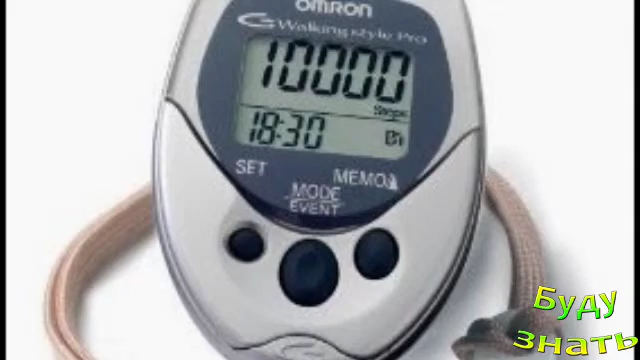 OMRON
Walking style Pro
10000
Steps
18:30
SET
MEMO
MODE
EVENT
Буду
знать